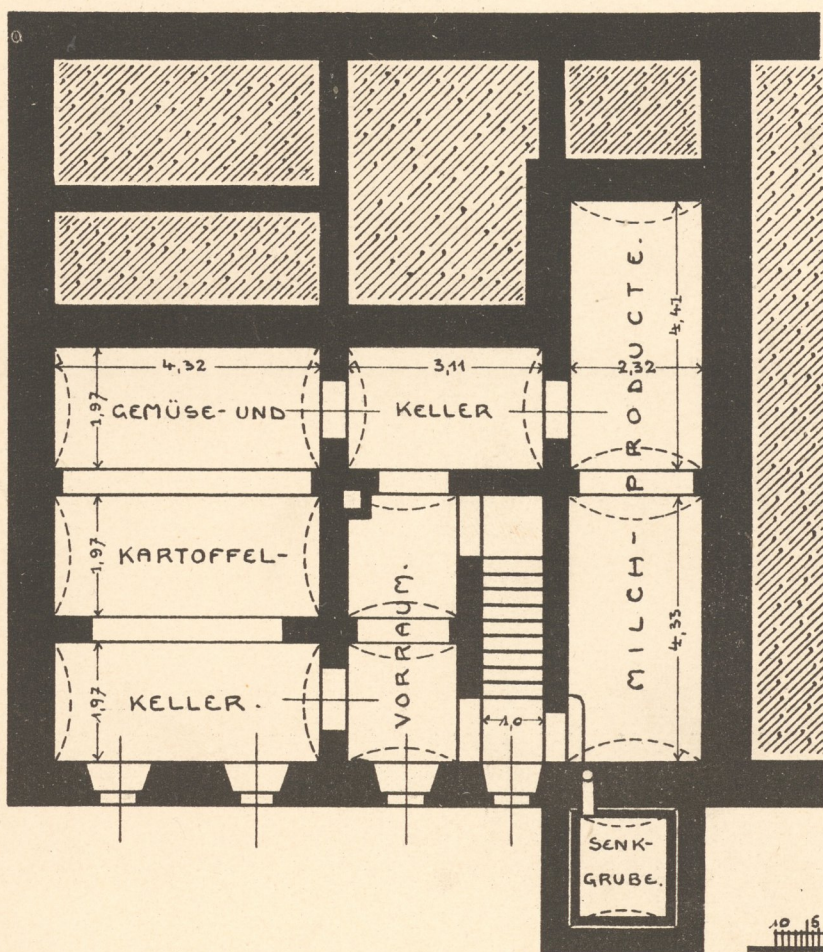 4,32
3,11
2,32
4,41
1,97
GEMÜSE- UND
KELLER
1,97
KARTOFFEL-
1,97
KELLER.
VORRAUM.
1,0
MILCH-PRODUCTE.
4,33
SENK-
GRUBE.
10 5